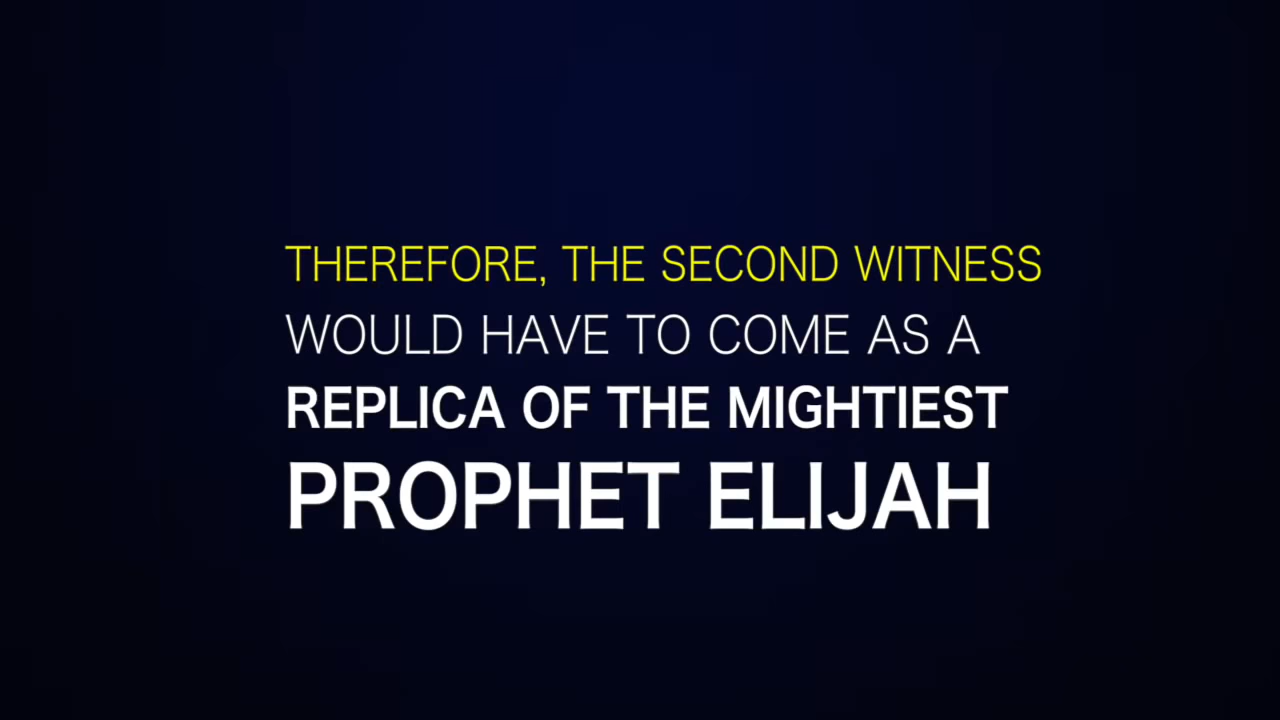 THEREFORE, THE SECOND WITNESS
WOULD HAVE TO COME AS A
REPLICA OF THE MIGHTIEST
PROPHET ELIJAH